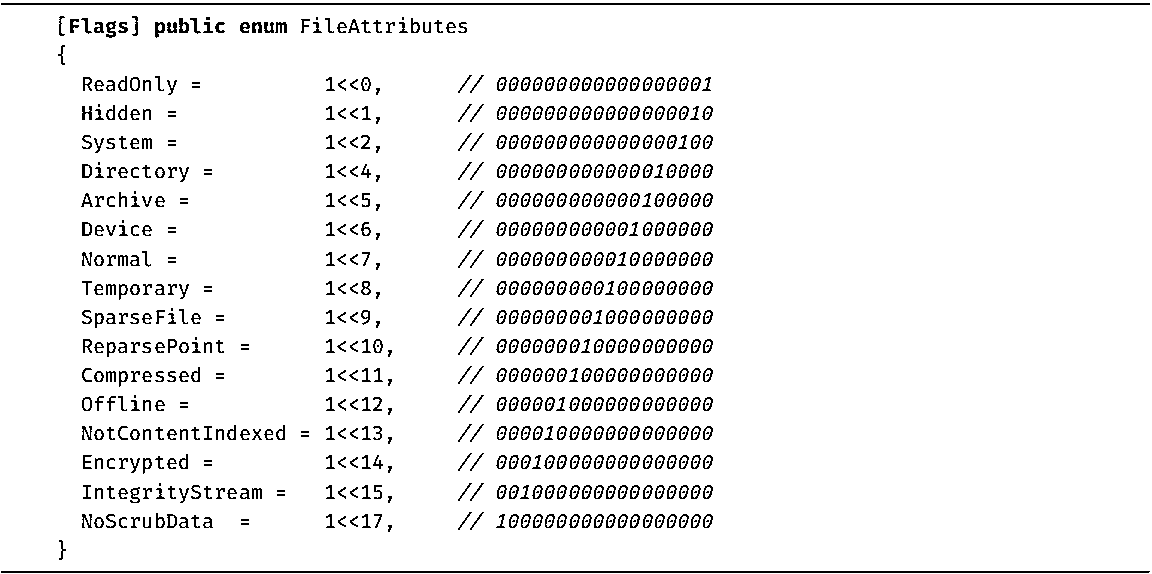 [Flags] public enum FileAttributes
{
ReadOnly = 1<<0, // 000000000000000001
Hidden = 1<<1, // 000000000000000010
System = 1<<2, // 000000000000000100
Directory = 1<<4, // 000000000000010000
Archive = 1<<5, // 000000000000100000
Device = 1<<6, // 000000000001000000
Normal = 1<<7, // 000000000010000000
Temporary = 1<<8, // 000000000100000000
SparseFile = 1<<9, // 000000001000000000
ReparsePoint = 1<<10, // 000000010000000000
Compressed = 1<<11, // 000000100000000000
Offline = 1<<12, // 000001000000000000
NotContentIndexed = 1<<13, // 000010000000000000
Encrypted = 1<<14, // 000100000000000000
IntegrityStream = 1<<15, // 001000000000000000
NoScrubData = 1<<17, // 100000000000000000
}